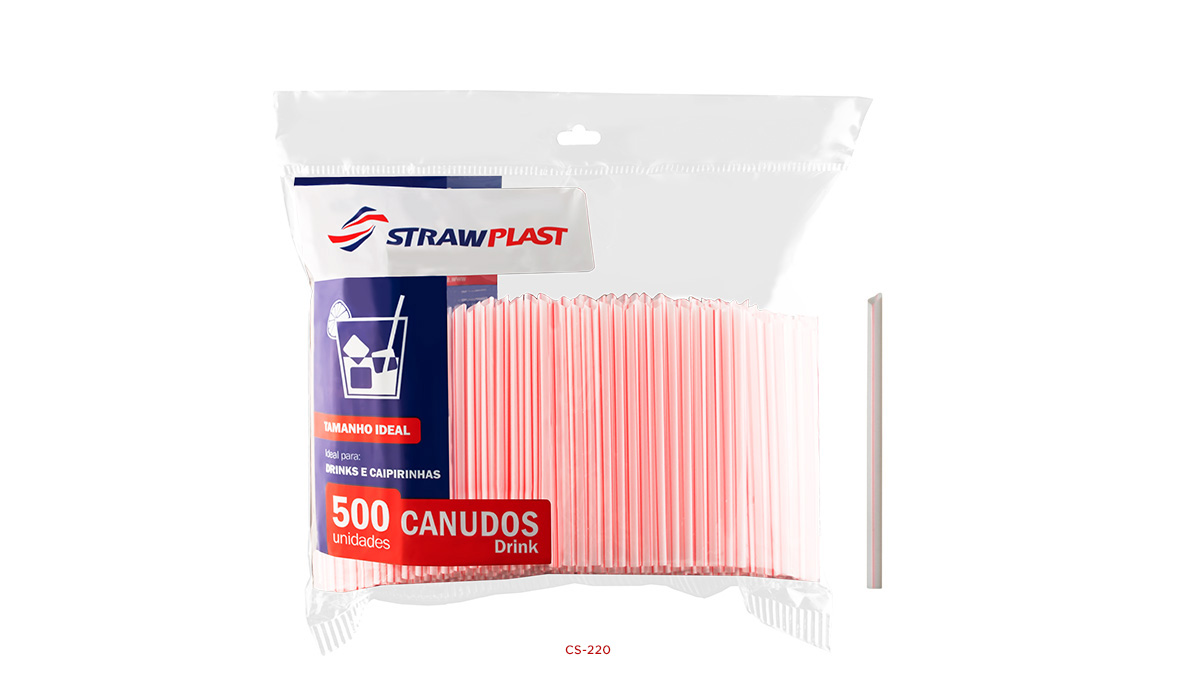 STRAWPLAST
TAMANHO IDEAL
Ideal para:
DRINKS E CAIPIRINHAS
500
unidades
CANUDOS
Drink
CS-220